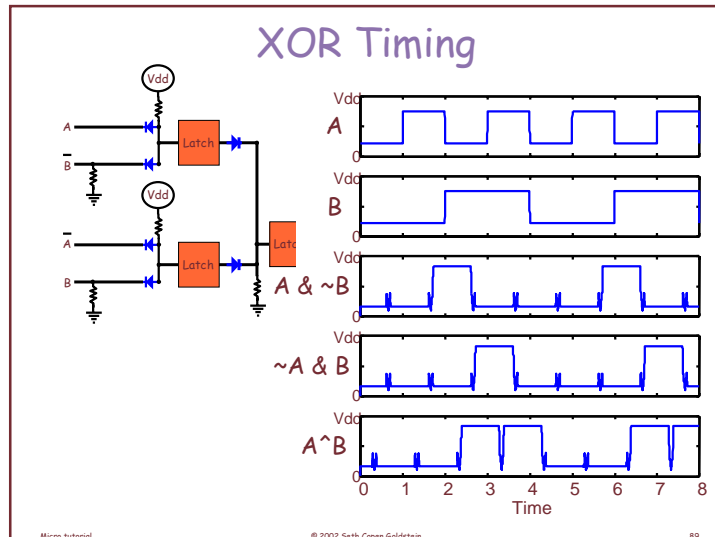 XOR Timing
Vdd
A
B
Latch
Vdd
A
B
Latch
Latc
Vdd
A
0
Vdd
B
0
Vdd
A & ~B
0
Vdd
~A & B
0
Vdd
A^B
0
0 1 2 3 4 5 6 7 8
Time
Micro tutorial © 2002 Seth Copen Goldstein 89